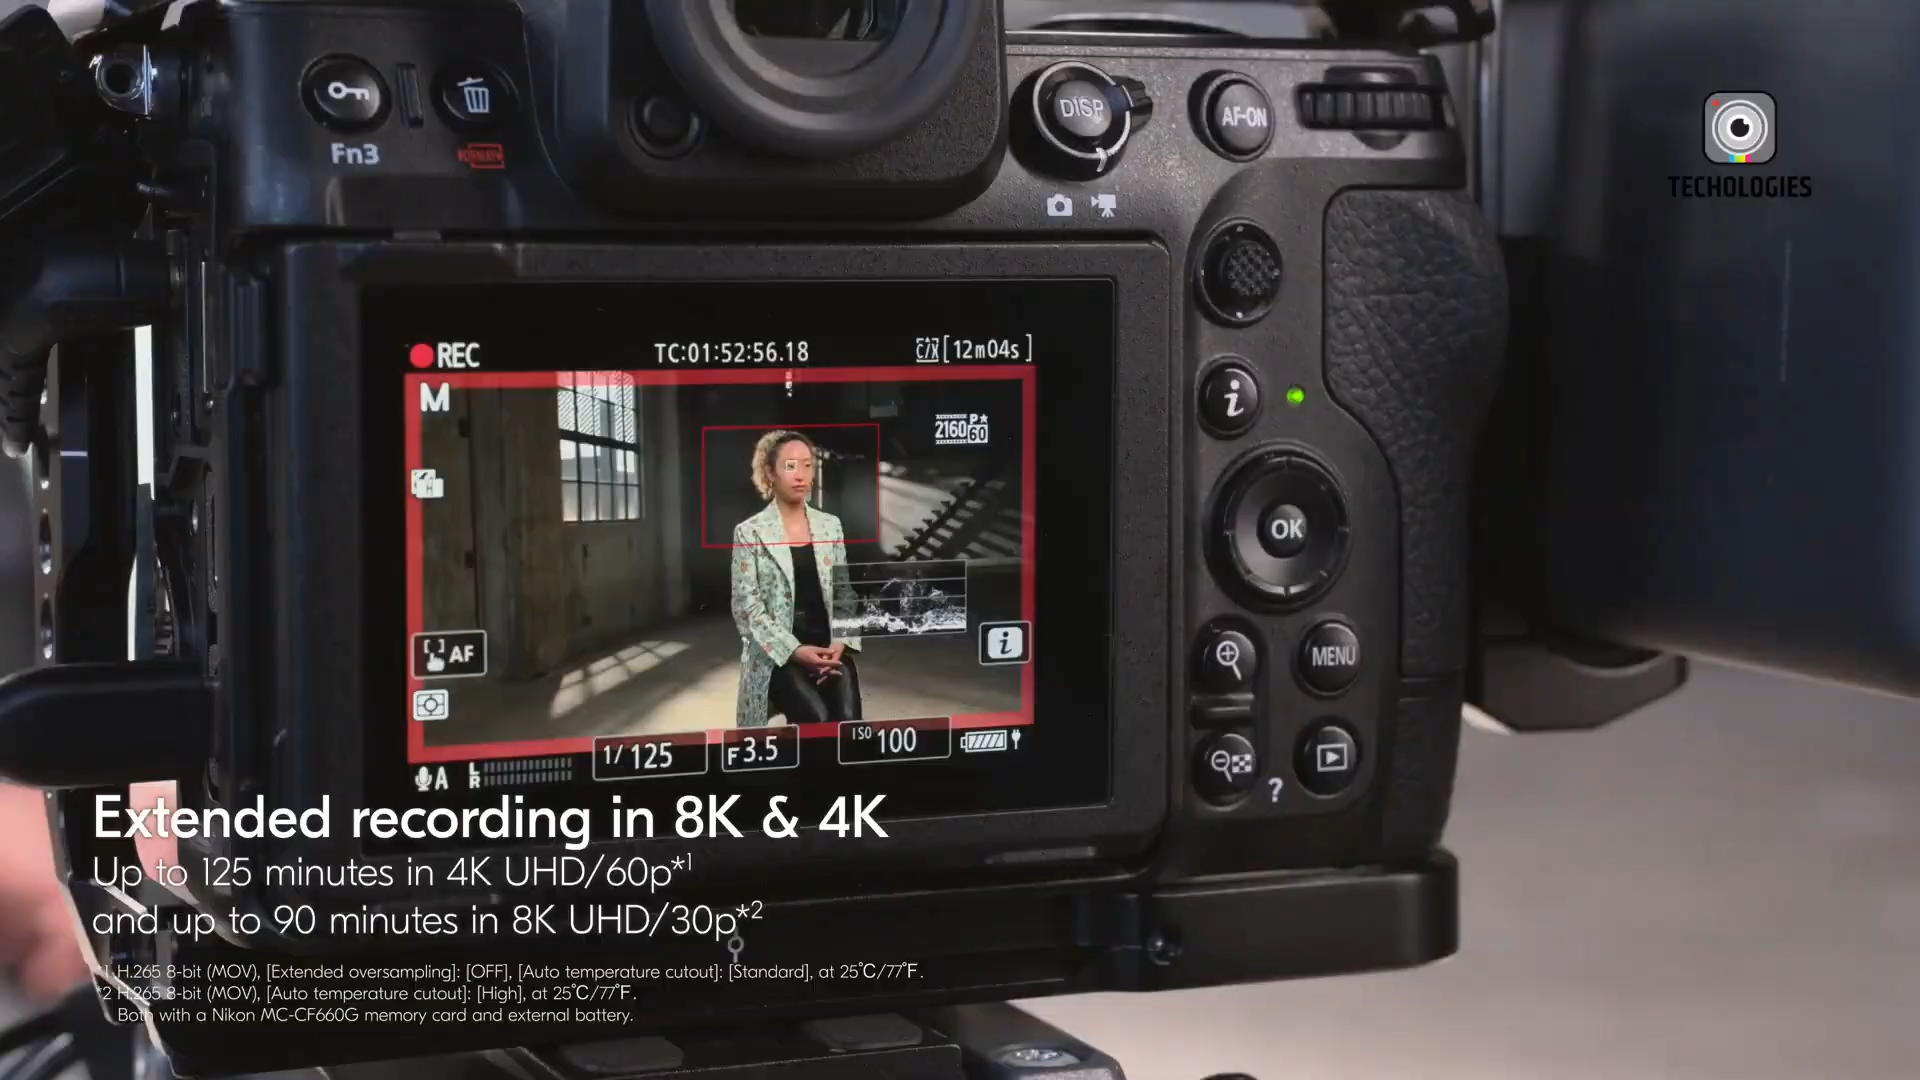 DISP
AF-ON
Fn3
TECHOLOGIES
REC
TC:01:52:56.18
C/X[12m04s]
M
2160 P★ 60
i
OK
AF
i
MENU
1/125
F3.5
ISO 100
A
L
R
?
Extended recording in 8K & 4K
Up to 125 minutes in 4K UHD/60p*1
and up to 90 minutes in 8K UHD/30p*2
*1 H.265 8-bit (MOV), [Extended oversampling]: [OFF], [Auto temperature cutout]: [Standard], at 25℃/77℉.
*2 H.265 8-bit (MOV), [Auto temperature cutout]: [High], at 25℃/77℉.
Both with a Nikon MC-CF660G memory card and external battery.